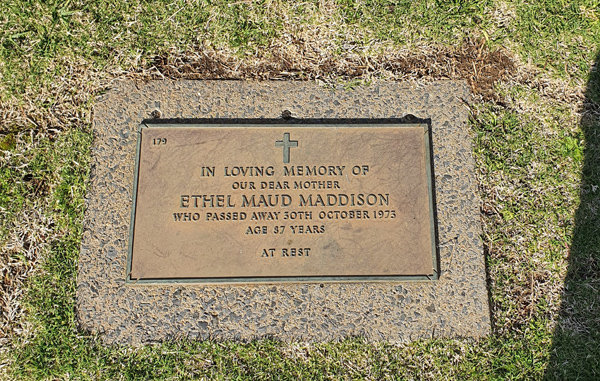 179
IN LOVING MEMORY OF
OUR DEAR MOTHER
ETHEL MAUD MADDISON
WHO PASSED AWAY 30TH OCTOBER 1973
AGE 87 YEARS
AT REST